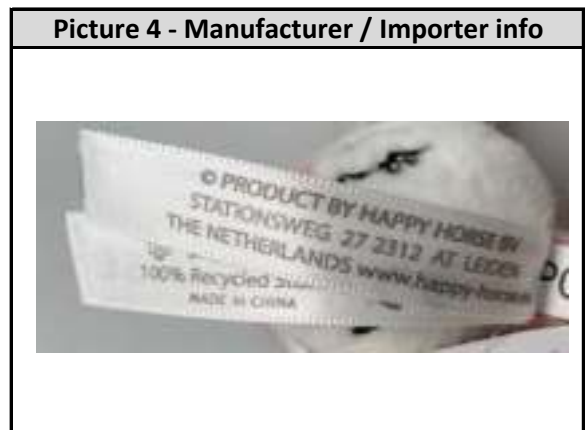 Picture 4 - Manufacturer / Importer info
© PRODUCT BY HAPPY HORSE BV
STATIONSWEG 27 2312 AT LEIDEN
THE NETHERLANDS www.happy-horse
100% Recycled
MADE IN CHINA